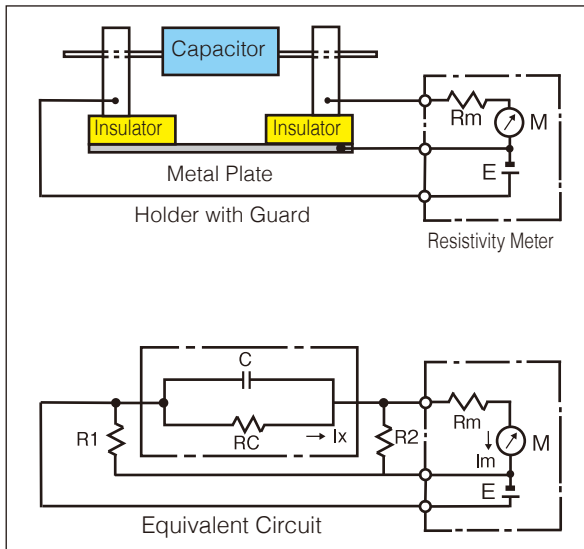 Capacitor
Insulator
Insulator
Metal Plate
Holder with Guard
Rm
M
E
Resistivity Meter
C
RC
→ Ix
R1
R2
Rm
↓
Im
M
E
Equivalent Circuit